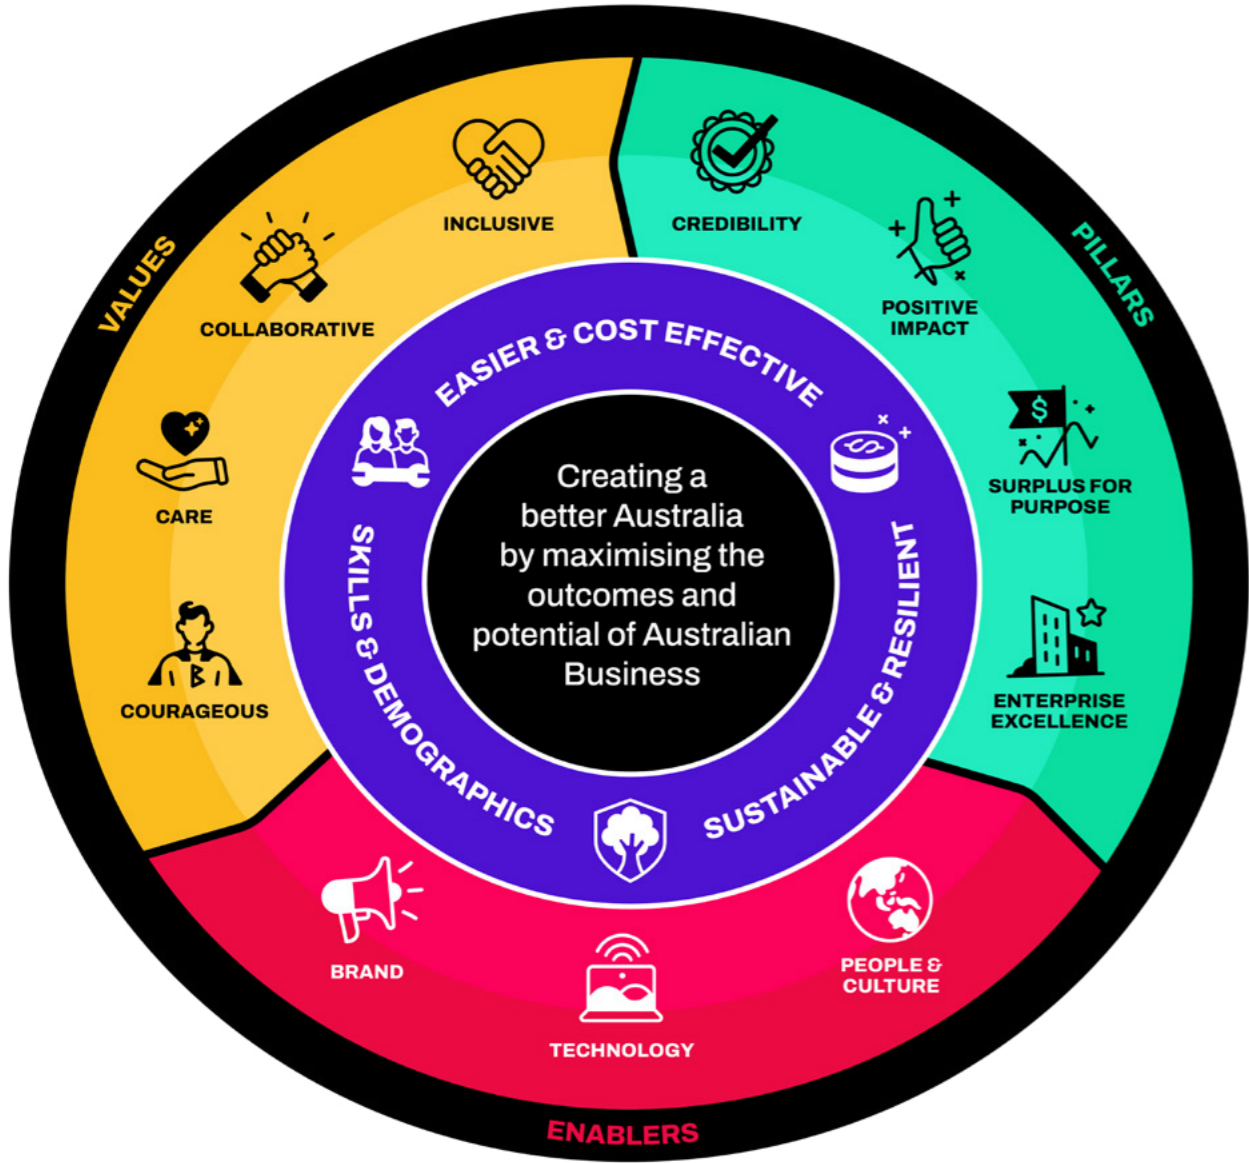 VALUES
INCLUSIVE
COLLABORATIVE
CARE
COURAGEOUS
PILLARS
CREDIBILITY
POSITIVE
IMPACT
$
SURPLUS FOR
PURPOSE
ENTERPRISE
EXCELLENCE
EASIER & COST EFFECTIVE
$
SUSTAINABLE & RESILIENT
SKILLS & DEMOGRAPHICS
Creating a
better Australia
by maximising the
outcomes and
potential of Australian
Business
B
BRAND
TECHNOLOGY
PEOPLE &
CULTURE
ENABLERS